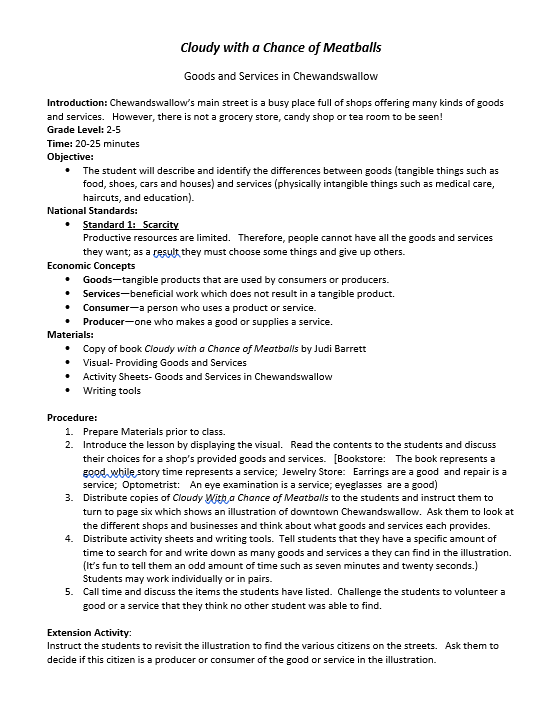 Cloudy with a Chance of Meatballs
Goods and Services in Chewandswallow
Introduction: Chewandswallow's main street is a busy place full of shops offering many kinds of goods
and services. However, there is not a grocery store, candy shop or tea room to be seen!
Grade Level: 2-5
Time: 20-25 minutes
Objective:
• The student will describe and identify the differences between goods (tangible things such as
food, shoes, cars and houses) and services (physically intangible things such as medical care,
haircuts, and education).
National Standards:
• Standard 1: Scarcity
Productive resources are limited. Therefore, people cannot have all the goods and services
they want; as a result they must choose some things and give up others.
Economic Concepts
• Goods—tangible products that are used by consumers or producers.
• Services—beneficial work which does not result in a tangible product.
• Consumer—a person who uses a product or service.
• Producer—one who makes a good or supplies a service.
Materials:
• Copy of book Cloudy with a Chance of Meatballs by Judi Barrett
• Visual- Providing Goods and Services
• Activity Sheets- Goods and Services in Chewandswallow
• Writing tools
Procedure:
1. Prepare Materials prior to class.
2. Introduce the lesson by displaying the visual. Read the contents to the students and discuss
their choices for a shop's provided goods and services. [Bookstore: The book represents a
good, while story time represents a service; Jewelry Store: Earrings are a good and repair is a
service; Optometrist: An eye examination is a service; eyeglasses are a good)
3. Distribute copies of Cloudy With a Chance of Meatballs to the students and instruct them to
turn to page six which shows an illustration of downtown Chewandswallow. Ask them to look at
the different shops and businesses and think about what goods and services each provides.
4. Distribute activity sheets and writing tools. Tell students that they have a specific amount of
time to search for and write down as many goods and services a they can find in the illustration.
(It's fun to tell them an odd amount of time such as seven minutes and twenty seconds.)
Students may work individually or in pairs.
5. Call time and discuss the items the students have listed. Challenge the students to volunteer a
good or a service that they think no other student was able to find.
Extension Activity:
Instruct the students to revisit the illustration to find the various citizens on the streets. Ask them to
decide if this citizen is a producer or consumer of the good or service in the illustration.